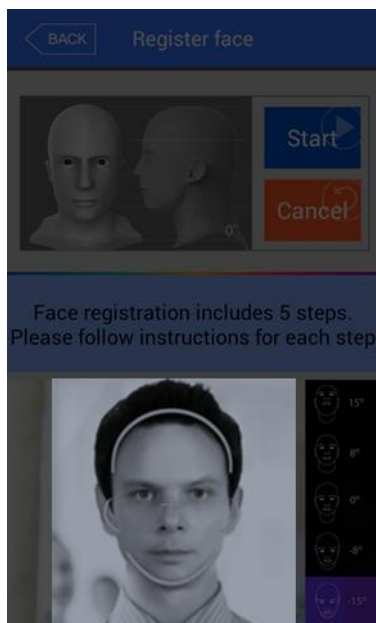 BACK
Register face
Start
Cancel
0°
Face registration includes 5 steps.
Please follow instructions for each step
15°
8°
0°
-8°
-15°